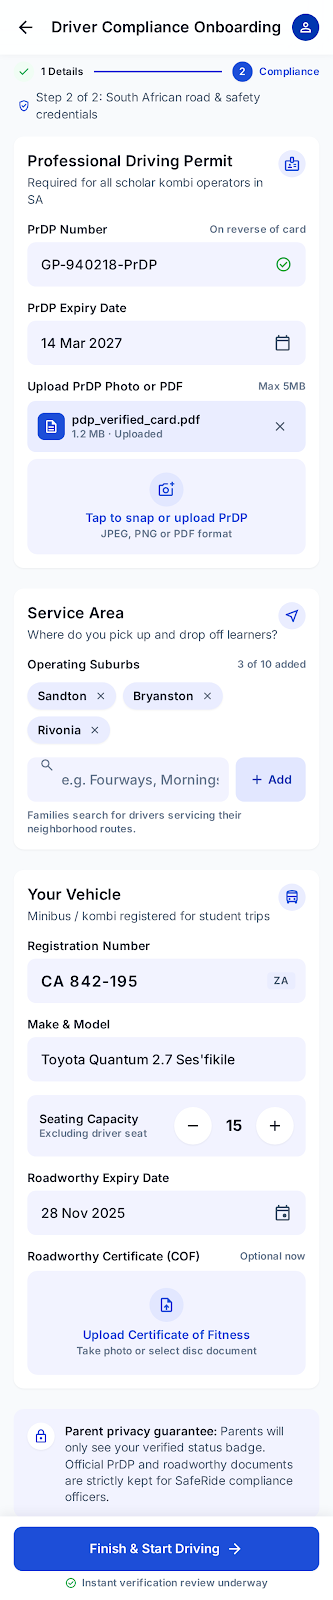 Driver Compliance Onboarding
1 Details
2
Compliance
Step 2 of 2: South African road & safety
credentials
Professional Driving Permit
Required for all scholar kombi operators in
SA
PrDP Number
On reverse of card
GP-940218-PrDP
PrDP Expiry Date
14 Mar 2027
Upload PrDP Photo or PDF
Max 5MB
pdp_verified_card.pdf
1.2 MB · Uploaded
Tap to snap or upload PrDP
JPEG, PNG or PDF format
Service Area
Where do you pick up and drop off learners?
Operating Suburbs
3 of 10 added
Sandton
Bryanston
Rivonia
e.g. Fourways, Mornings
+ Add
Families search for drivers servicing their
neighborhood routes.
Your Vehicle
Minibus / kombi registered for student trips
Registration Number
CA 842-195
ZA
Make & Model
Toyota Quantum 2.7 Ses'fikile
Seating Capacity
Excluding driver seat
15
Roadworthy Expiry Date
28 Nov 2025
Roadworthy Certificate (COF)
Optional now
Upload Certificate of Fitness
Take photo or select disc document
Parent privacy guarantee: Parents will
only see your verified status badge.
Official PrDP and roadworthy documents
are strictly kept for SafeRide compliance
officers.
Finish & Start Driving
Instant verification review underway